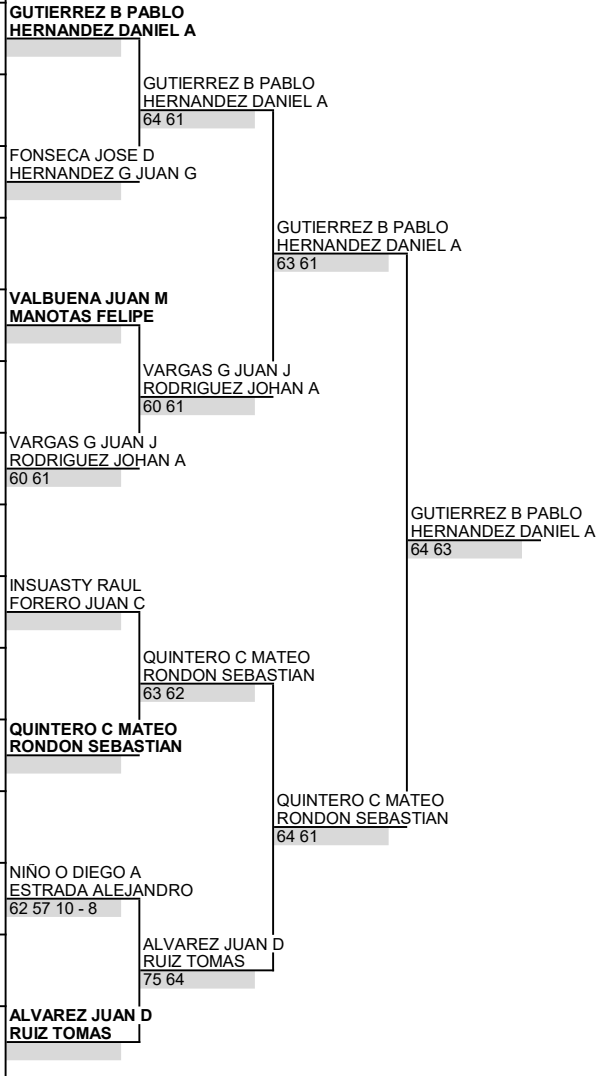 GUTIERREZ B PABLO
HERNANDEZ DANIEL A
GUTIERREZ B PABLO
HERNANDEZ DANIEL A
64 61
FONSECA JOSE D
HERNANDEZ G JUAN G
GUTIERREZ B PABLO
HERNANDEZ DANIEL A
63 61
VALBUENA JUAN M
MANOTAS FELIPE
VARGAS G JUAN J
RODRIGUEZ JOHAN A
60 61
VARGAS G JUAN J
RODRIGUEZ JOHAN A
60 61
GUTIERREZ B PABLO
HERNANDEZ DANIEL A
64 63
INSUASTY RAUL
FORERO JUAN C
QUINTERO C MATEO
RONDON SEBASTIAN
63 62
QUINTERO C MATEO
RONDON SEBASTIAN
QUINTERO C MATEO
RONDON SEBASTIAN
64 61
NIÑO O DIEGO A
ESTRADA ALEJANDRO
62 57 10 - 8
ALVAREZ JUAN D
RUIZ TOMAS
75 64
ALVAREZ JUAN D
RUIZ TOMAS